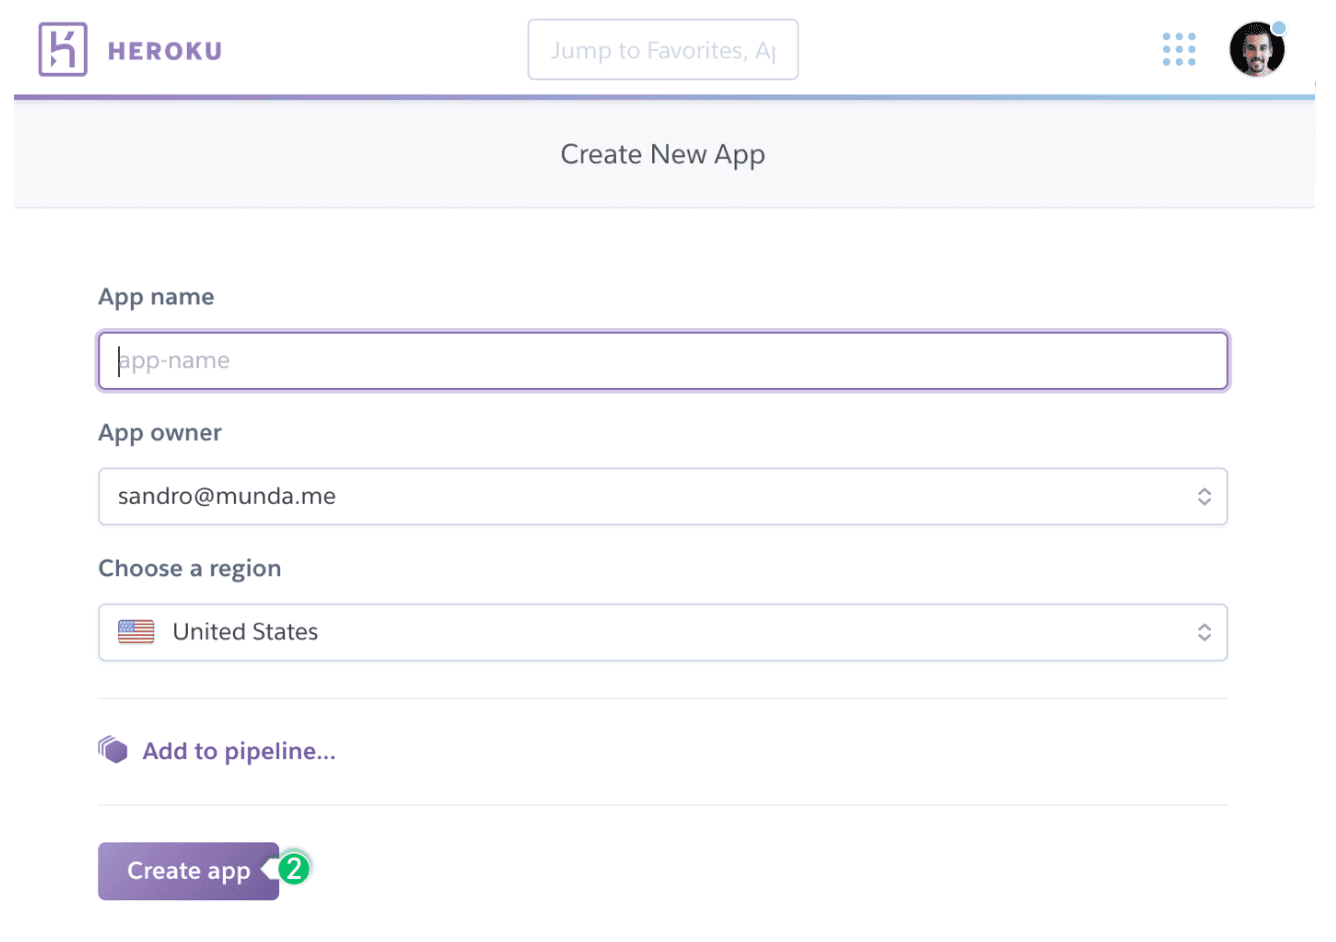 HEROKU
Jump to Favorites, Ap
Create New App
App name
app-name
App owner
sandro@munda.me
Choose a region
United States
Add to pipeline...
Create app
2